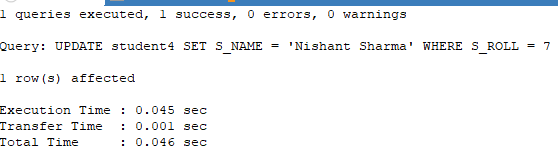 1 queries executed, 1 success, 0 errors, 0 warnings
Query: UPDATE student4 SET S_NAME = 'Nishant Sharma' WHERE S_ROLL = 7
1 row(s) affected
Execution Time : 0.045 sec
Transfer Time : 0.001 sec
Total Time : 0.046 sec